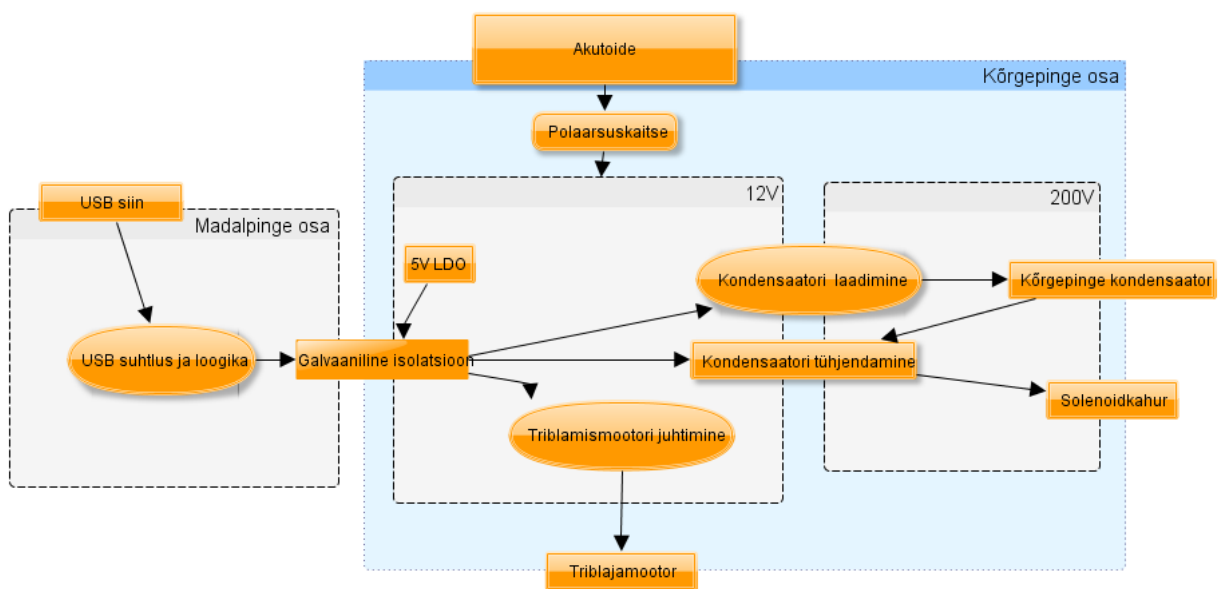 Akutoide
Kõrgepinge osa
Polaarsuskaitse
12V
200V
USB siin
Madalpinge osa
5V LDO
Kondensaatori laadimine
Kõrgepinge kondensaator
USB suhtlus ja loogika
Galvaaniline isolatsioon
Kondensaatori tühjendamine
Solenoidkahur
Triblamismootori juhtimine
Triblajamootor